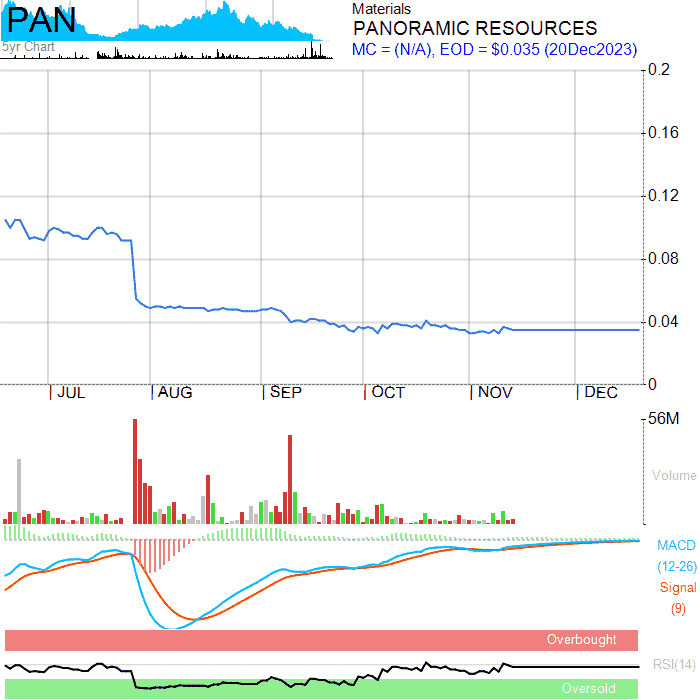 PAN
5yr Chart
Materials
PANORAMIC RESOURCES
MC = (N/A), EOD = $0.035 (20Dec2023)
0.2
0.16
0.12
0.08
0.04
0
JUL AUG SEP OCT NOV DEC
56M
Volume
MACD
(12-26)
Signal
(9)
Overbought
RSI(14)
Oversold